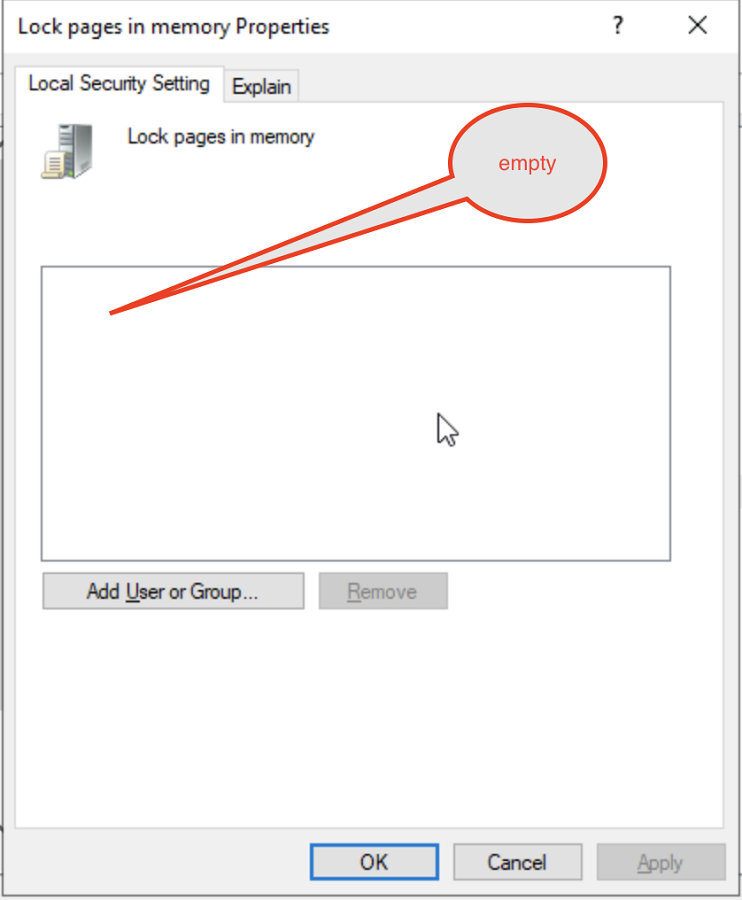 Lock pages in memory Properties
?
Local Security Setting
Explain
Lock pages in memory
empty
Add User or Group...
Remove
OK
Cancel
Apply